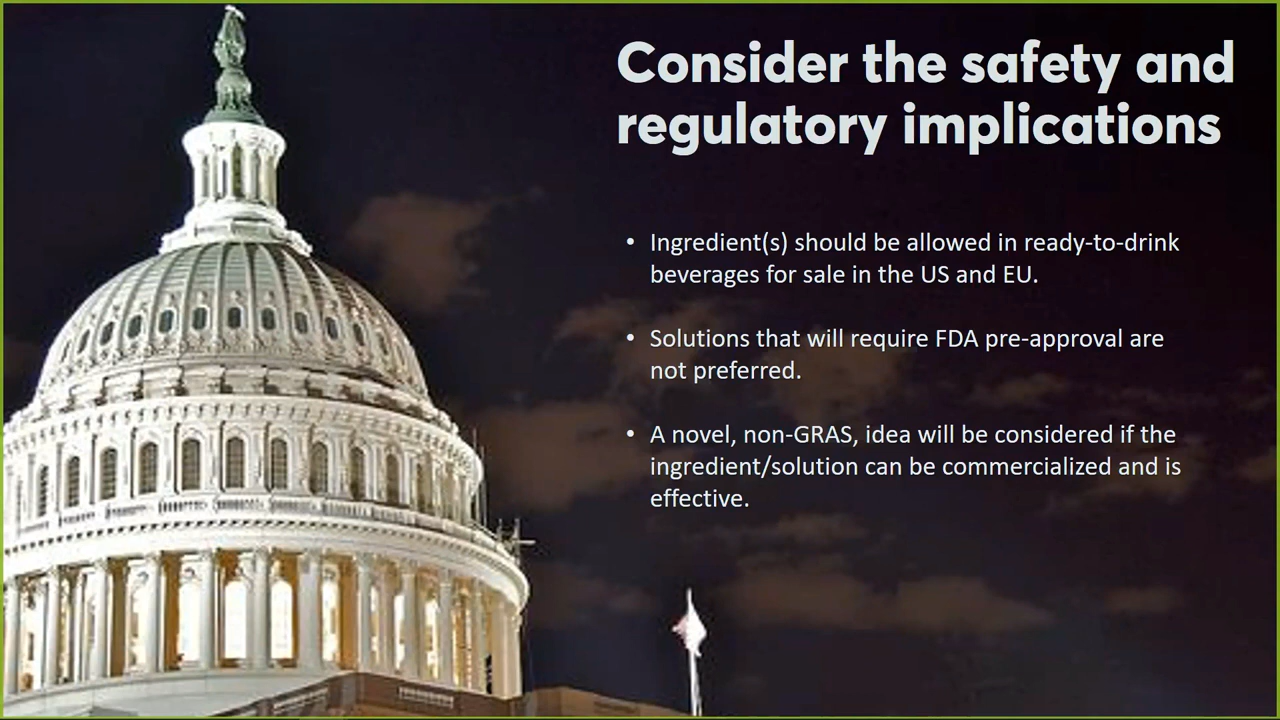 Consider the safety and
regulatory implications
• Ingredient(s) should be allowed in ready-to-drink
beverages for sale in the US and EU.
• Solutions that will require FDA pre-approval are
not preferred.
• A novel, non-GRAS, idea will be considered if the
ingredient/solution can be commercialized and is
effective.